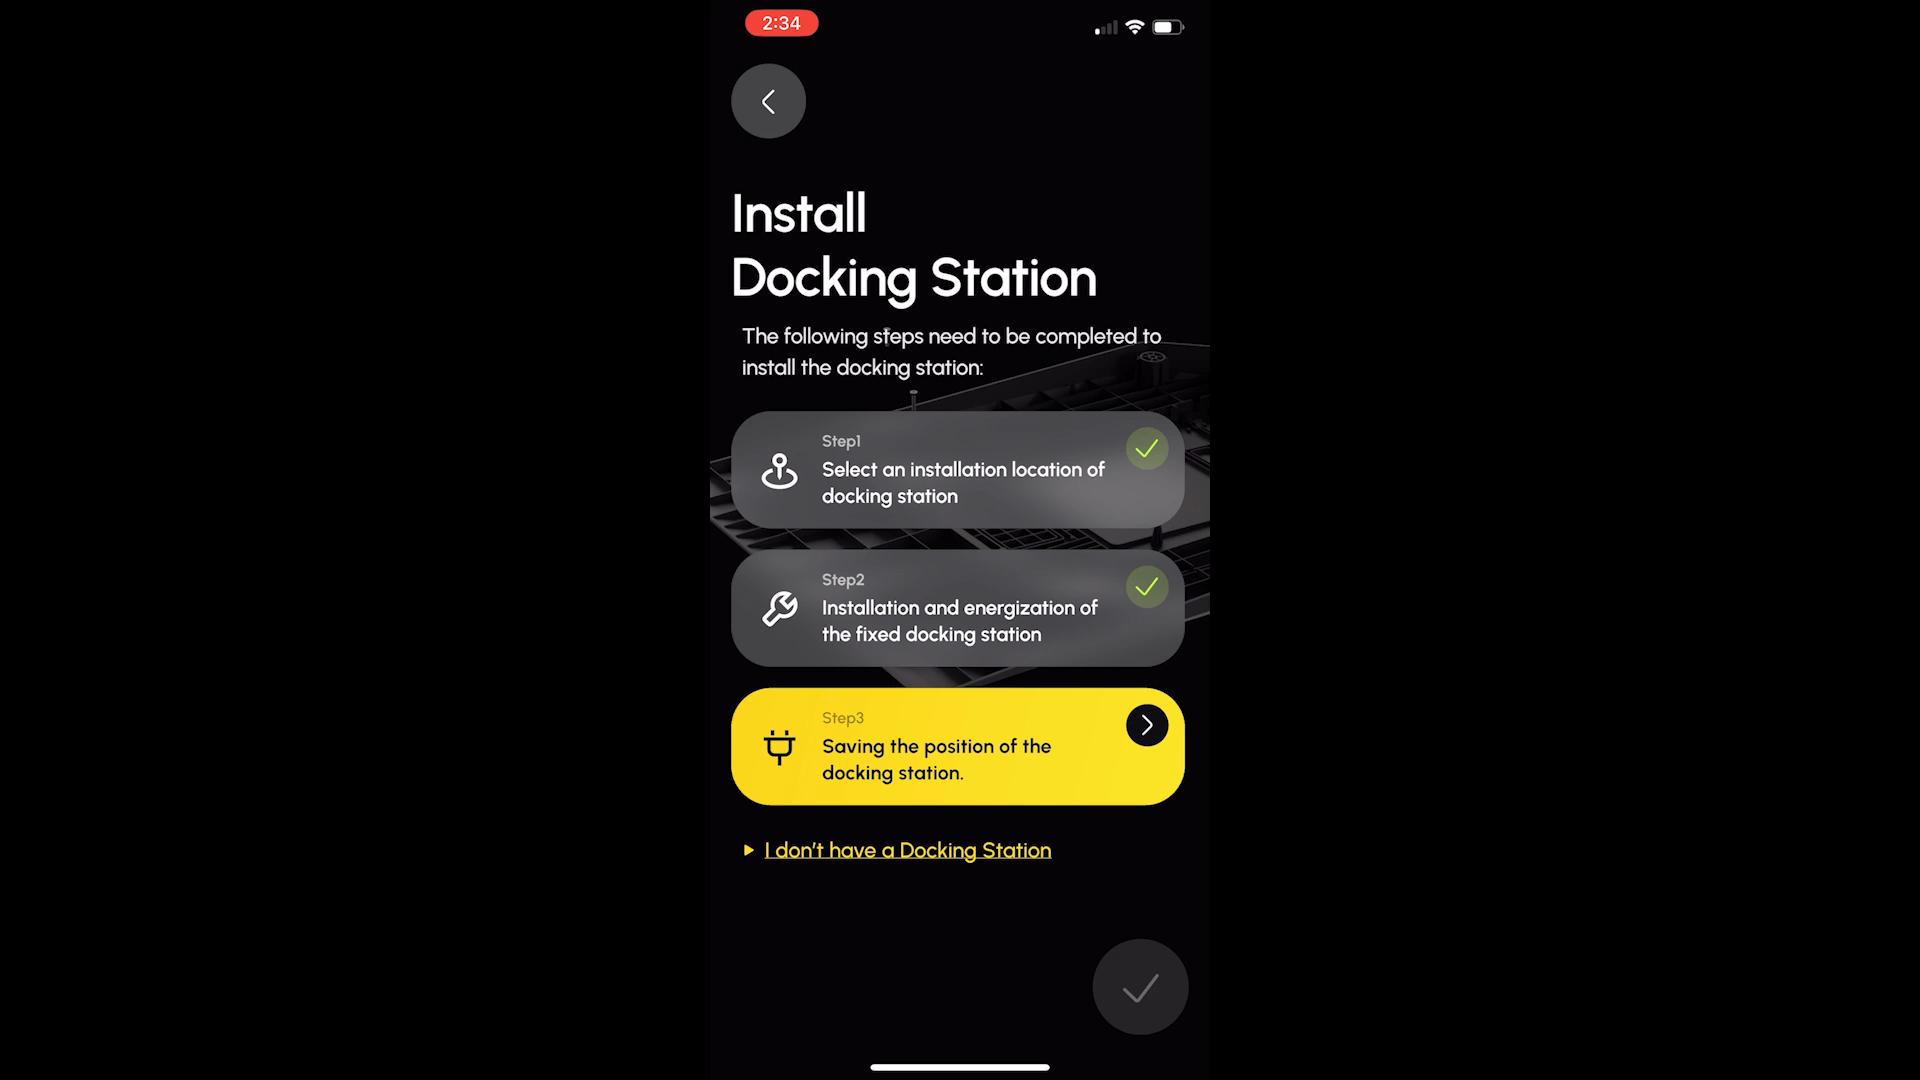 2:34
Install
Docking Station
The following steps need to be completed to
install the docking station:
Step1
Select an installation location of
docking station
Step2
Installation and energization of
the fixed docking station
Step3
Saving the position of the
docking station.
I don't have a Docking Station